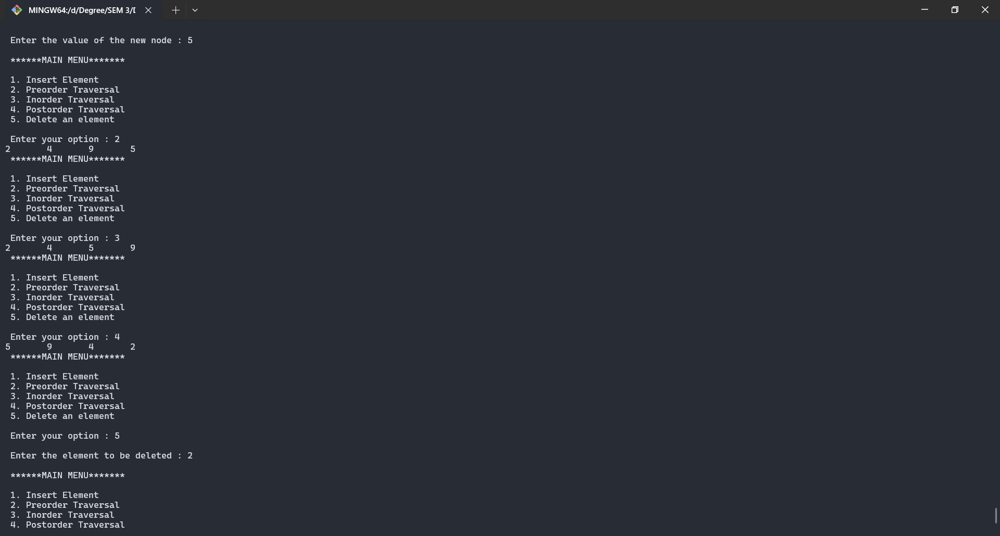 MINGW64:/d/Degree/SEM 3/
Enter the value of the new node : 5
******MAIN MENU*******
1. Insert Element
2. Preorder Traversal
3. Inorder Traversal
4. Postorder Traversal
5. Delete an element
Enter your option : 2
2       4       9       5
******MAIN MENU*******
1. Insert Element
2. Preorder Traversal
3. Inorder Traversal
4. Postorder Traversal
5. Delete an element
Enter your option : 3
2       4       5       9
******MAIN MENU*******
1. Insert Element
2. Preorder Traversal
3. Inorder Traversal
4. Postorder Traversal
5. Delete an element
Enter your option : 4
5       9       4       2
******MAIN MENU*******
1. Insert Element
2. Preorder Traversal
3. Inorder Traversal
4. Postorder Traversal
5. Delete an element
Enter your option : 5
Enter the element to be deleted : 2
******MAIN MENU*******
1. Insert Element
2. Preorder Traversal
3. Inorder Traversal
4. Postorder Traversal